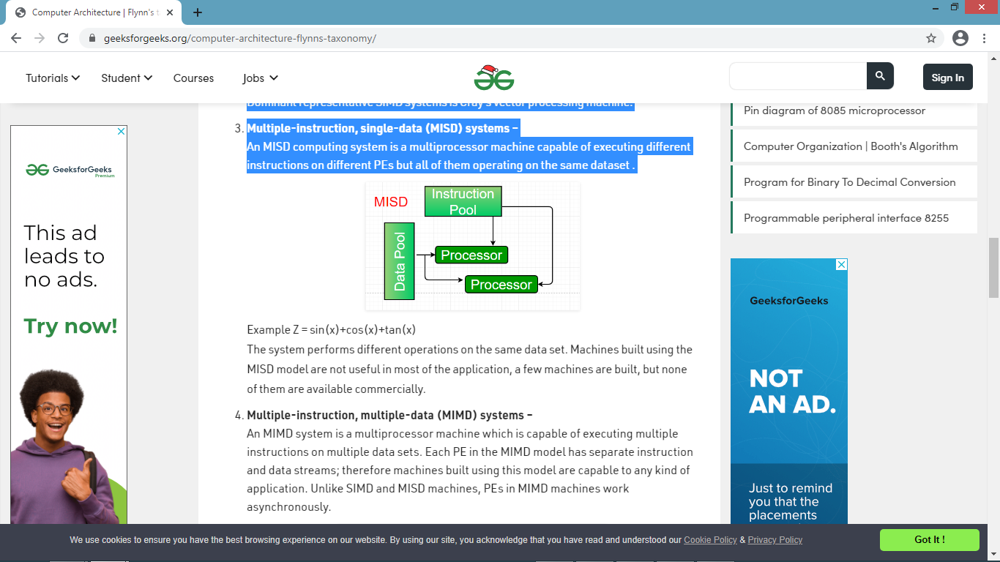 Computer Architecture | Flynn's t
geeksforgeeks.org/computer-architecture-flynns-taxonomy/
Tutorials Student Courses Jobs
Sign In
Dominant representative SIMD systems is Cray's vector processing machine.
3. Multiple-instruction, single-data (MISD) systems –
An MISD computing system is a multiprocessor machine capable of executing different
instructions on different PEs but all of them operating on the same dataset .
MISD
Instruction
Pool
Data Pool
Processor
Processor
Example Z = sin(x)+cos(x)+tan(x)
The system performs different operations on the same data set. Machines built using the
MISD model are not useful in most of the application, a few machines are built, but none
of them are available commercially.
4. Multiple-instruction, multiple-data (MIMD) systems –
An MIMD system is a multiprocessor machine which is capable of executing multiple
instructions on multiple data sets. Each PE in the MIMD model has separate instruction
and data streams; therefore machines built using this model are capable to any kind of
application. Unlike SIMD and MISD machines, PEs in MIMD machines work
asynchronously.
GeeksforGeeks
Premium
This ad
leads to
no ads.
Try now!
Pin diagram of 8085 microprocessor
Computer Organization | Booth's Algorithm
Program for Binary To Decimal Conversion
Programmable peripheral interface 8255
GeeksforGeeks
NOT
AN AD.
Just to remind
you that the
placements
We use cookies to ensure you have the best browsing experience on our website. By using our site, you acknowledge that you have read and understood our Cookie Policy & Privacy Policy
Got It !